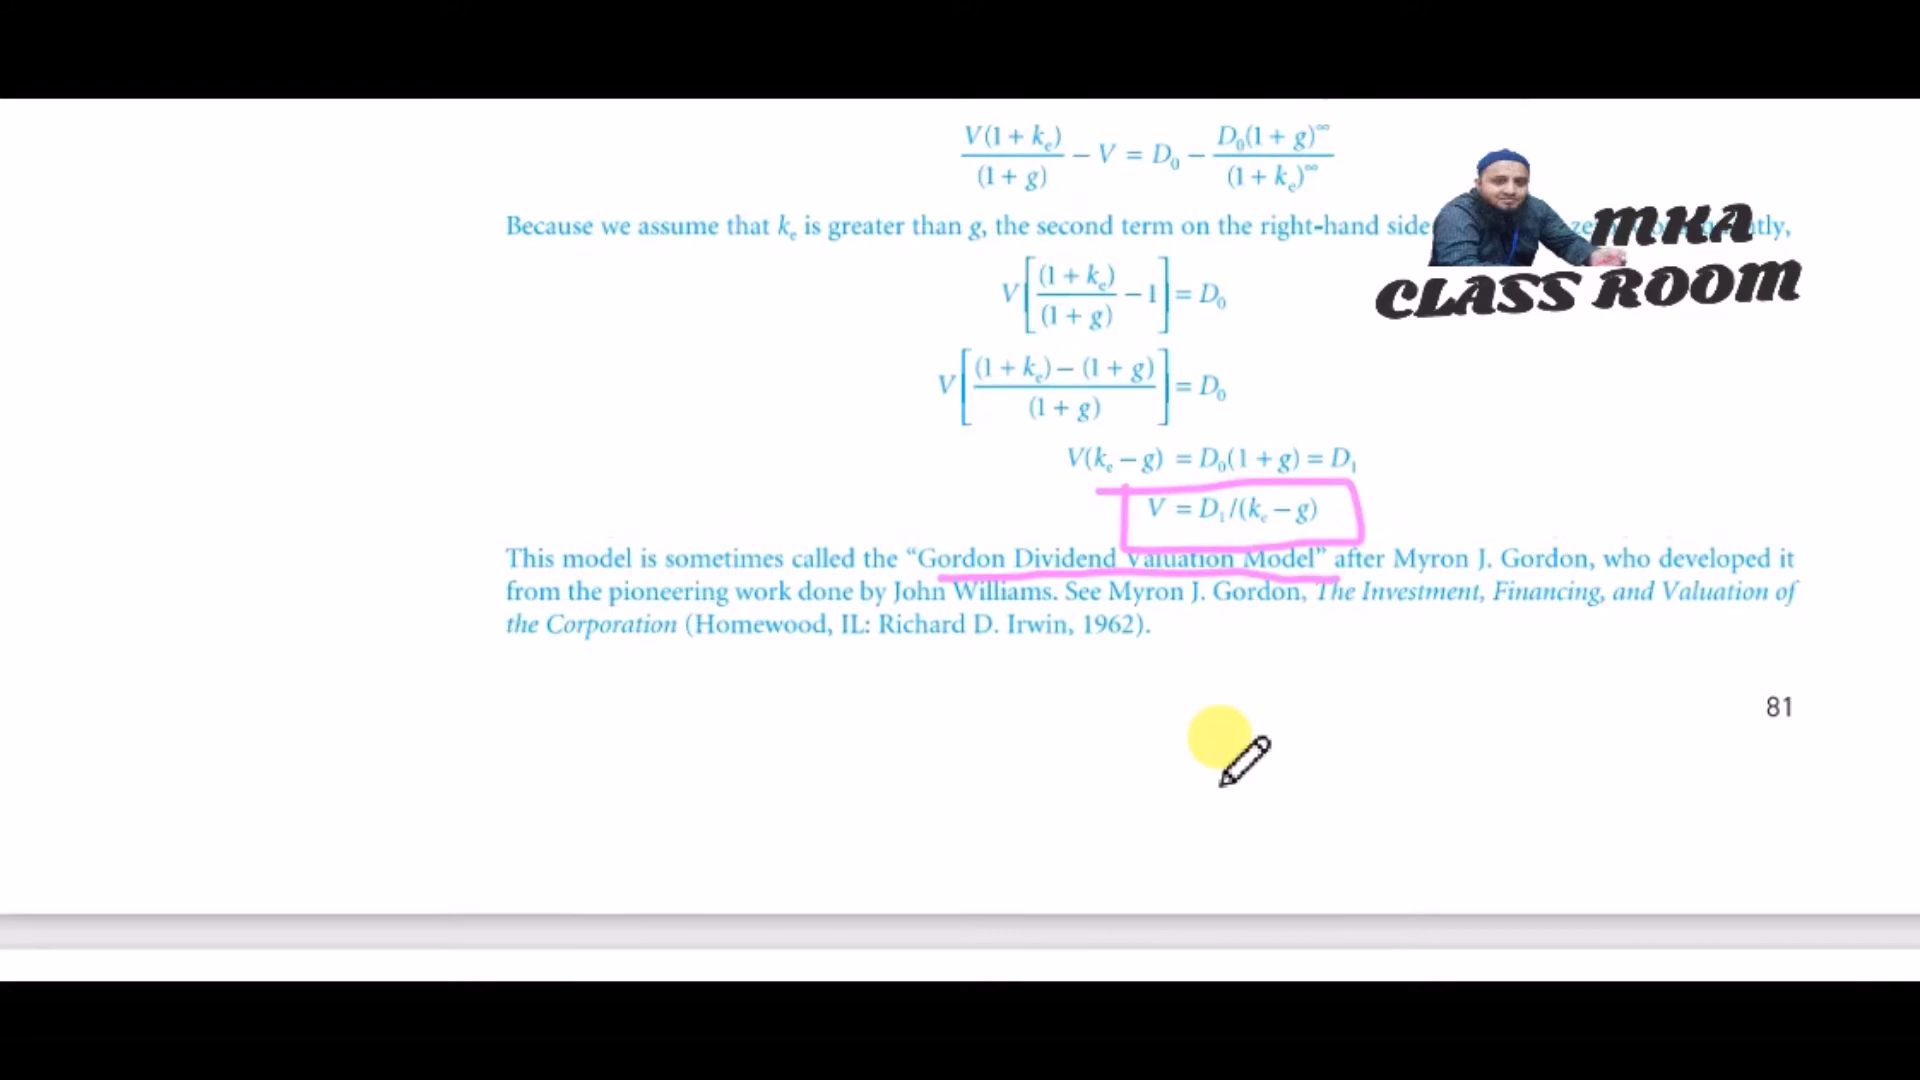 V(1 + kₑ)/(1 + g) − V = D₀ − D₀(1 + g)^∞/(1 + kₑ)^∞
Because we assume that kₑ is greater than g, the second term on the right-hand side
MKA
CLASS ROOM
V[(1 + kₑ)/(1 + g) − 1] = D₀
V[((1 + kₑ) − (1 + g))/(1 + g)] = D₀
V(kₑ − g) = D₀(1 + g) = D₁
V = D₁/(kₑ − g)
This model is sometimes called the “Gordon Dividend Valuation Model” after Myron J. Gordon, who developed it
from the pioneering work done by John Williams. See Myron J. Gordon, The Investment, Financing, and Valuation of
the Corporation (Homewood, IL: Richard D. Irwin, 1962).
81